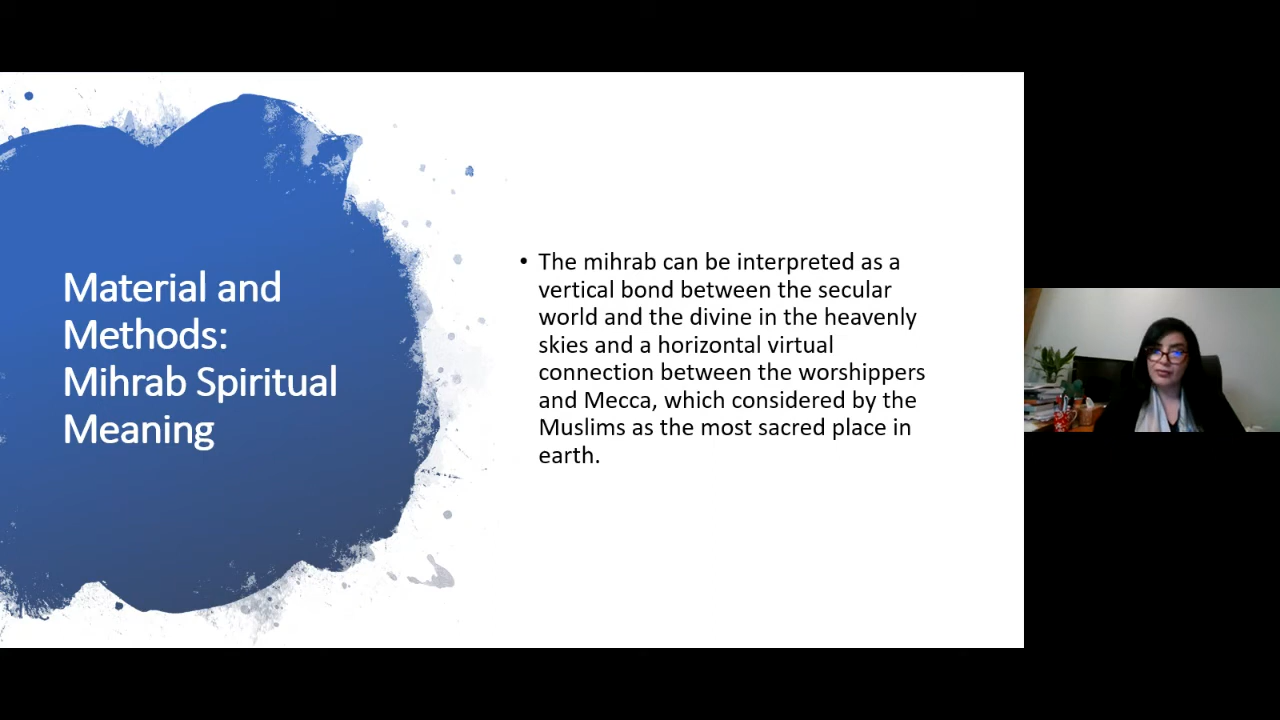 Material and
Methods:
Mihrab Spiritual
Meaning
• The mihrab can be interpreted as a
vertical bond between the secular
world and the divine in the heavenly
skies and a horizontal virtual
connection between the worshippers
and Mecca, which considered by the
Muslims as the most sacred place in
earth.